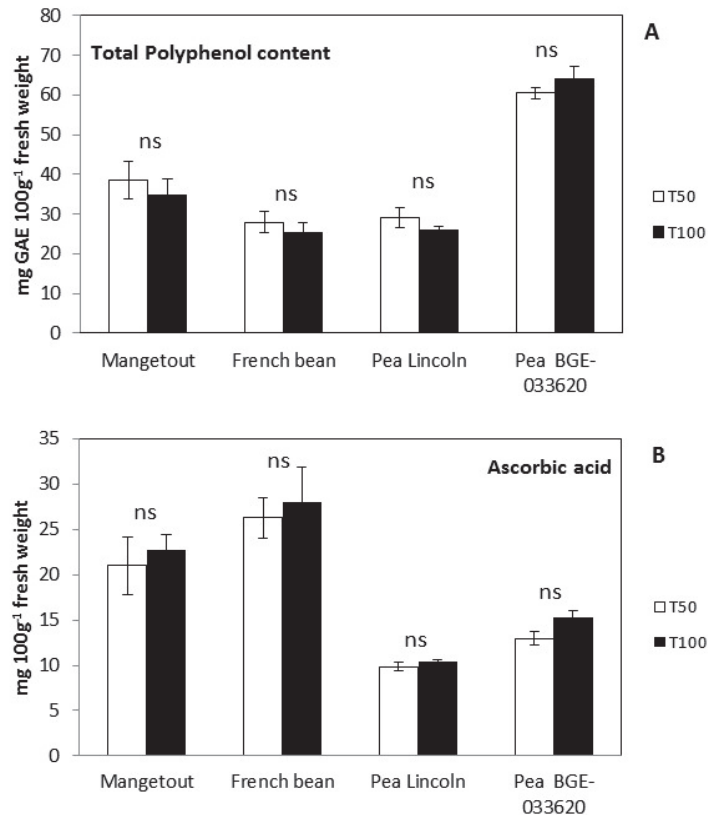 80
70
60
50
40
30
20
10
0
mg GAE 100g⁻¹ fresh weight
Total Polyphenol content
A
ns
ns
ns
ns
T50
T100
Mangetout French bean Pea Lincoln Pea BGE-
033620
35
30
25
20
15
10
5
0
mg 100g⁻¹ fresh weight
Ascorbic acid
B
ns
ns
ns
ns
T50
T100
Mangetout French bean Pea Lincoln Pea BGE-
033620